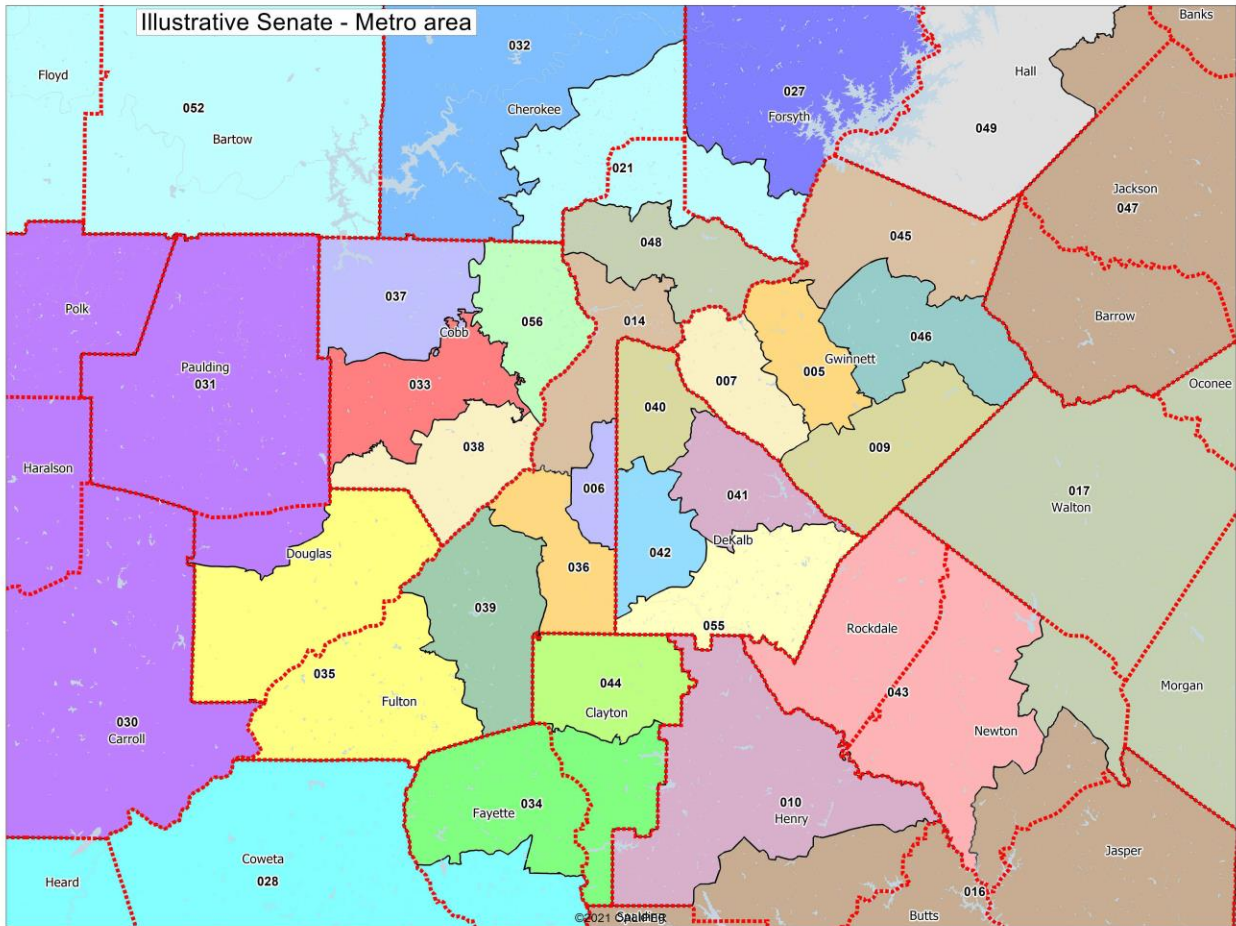 Illustrative Senate - Metro area
Banks
032
Hall
Floyd
027
Cherokee
052
Forsyth
049
Bartow
021
Jackson
047
048
045
037
Polk
Cobb
056
014
046
Barrow
Gwinnett
Paulding
031
033
007
005
Oconee
040
038
009
Haralson
006
041
017
Walton
DeKalb
Douglas
042
036
039
055
Rockdale
035
044
043
Morgan
Fulton
Clayton
030
Carroll
Newton
034
010
Fayette
Henry
Coweta
Jasper
Heard
028
016
Butts
©2021 CALIPER
Spalding